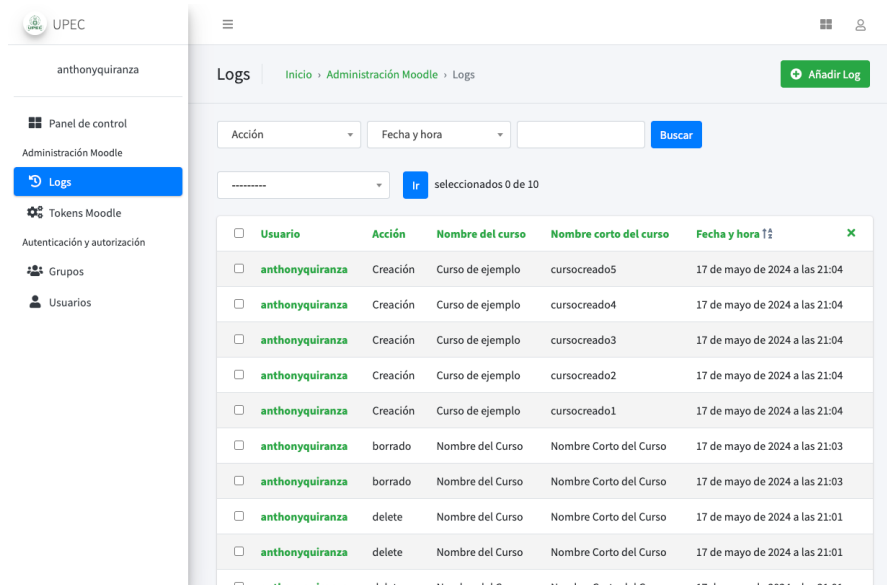 UPEC
anthonyquiranza
Panel de control
Administración Moodle
Logs
Tokens Moodle
Autenticación y autorización
Grupos
Usuarios
Logs
Inicio › Administración Moodle › Logs
Añadir Log
Acción
Fecha y hora
Buscar
---------
Ir
seleccionados 0 de 10
Usuario Acción Nombre del curso Nombre corto del curso Fecha y hora
anthonyquiranza Creación Curso de ejemplo cursocreado5 17 de mayo de 2024 a las 21:04
anthonyquiranza Creación Curso de ejemplo cursocreado4 17 de mayo de 2024 a las 21:04
anthonyquiranza Creación Curso de ejemplo cursocreado3 17 de mayo de 2024 a las 21:04
anthonyquiranza Creación Curso de ejemplo cursocreado2 17 de mayo de 2024 a las 21:04
anthonyquiranza Creación Curso de ejemplo cursocreado1 17 de mayo de 2024 a las 21:04
anthonyquiranza borrado Nombre del Curso Nombre Corto del Curso 17 de mayo de 2024 a las 21:03
anthonyquiranza borrado Nombre del Curso Nombre Corto del Curso 17 de mayo de 2024 a las 21:03
anthonyquiranza delete Nombre del Curso Nombre Corto del Curso 17 de mayo de 2024 a las 21:01
anthonyquiranza delete Nombre del Curso Nombre Corto del Curso 17 de mayo de 2024 a las 21:01